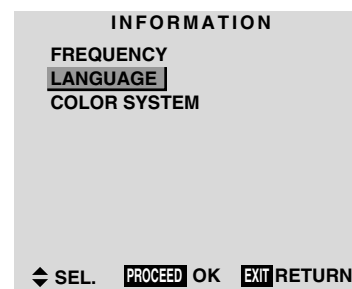 INFORMATION
FREQUENCY
LANGUAGE
COLOR SYSTEM
SEL. PROCEED OK EXIT RETURN